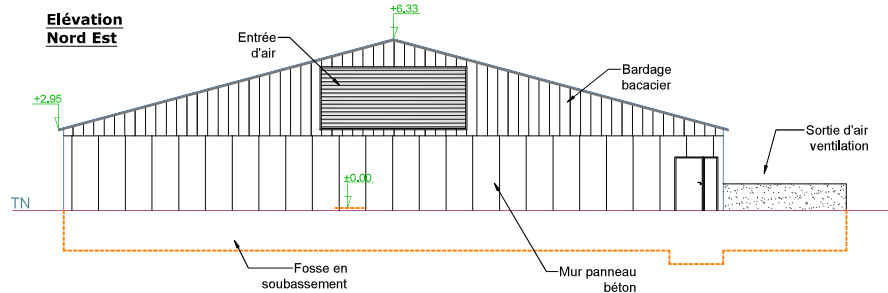 Elévation
Nord Est
+6.33
Entrée
d'air
Bardage
bacacier
+2.95
Sortie d'air
ventilation
±0.00
TN
Fosse en
soubassement
Mur panneau
béton